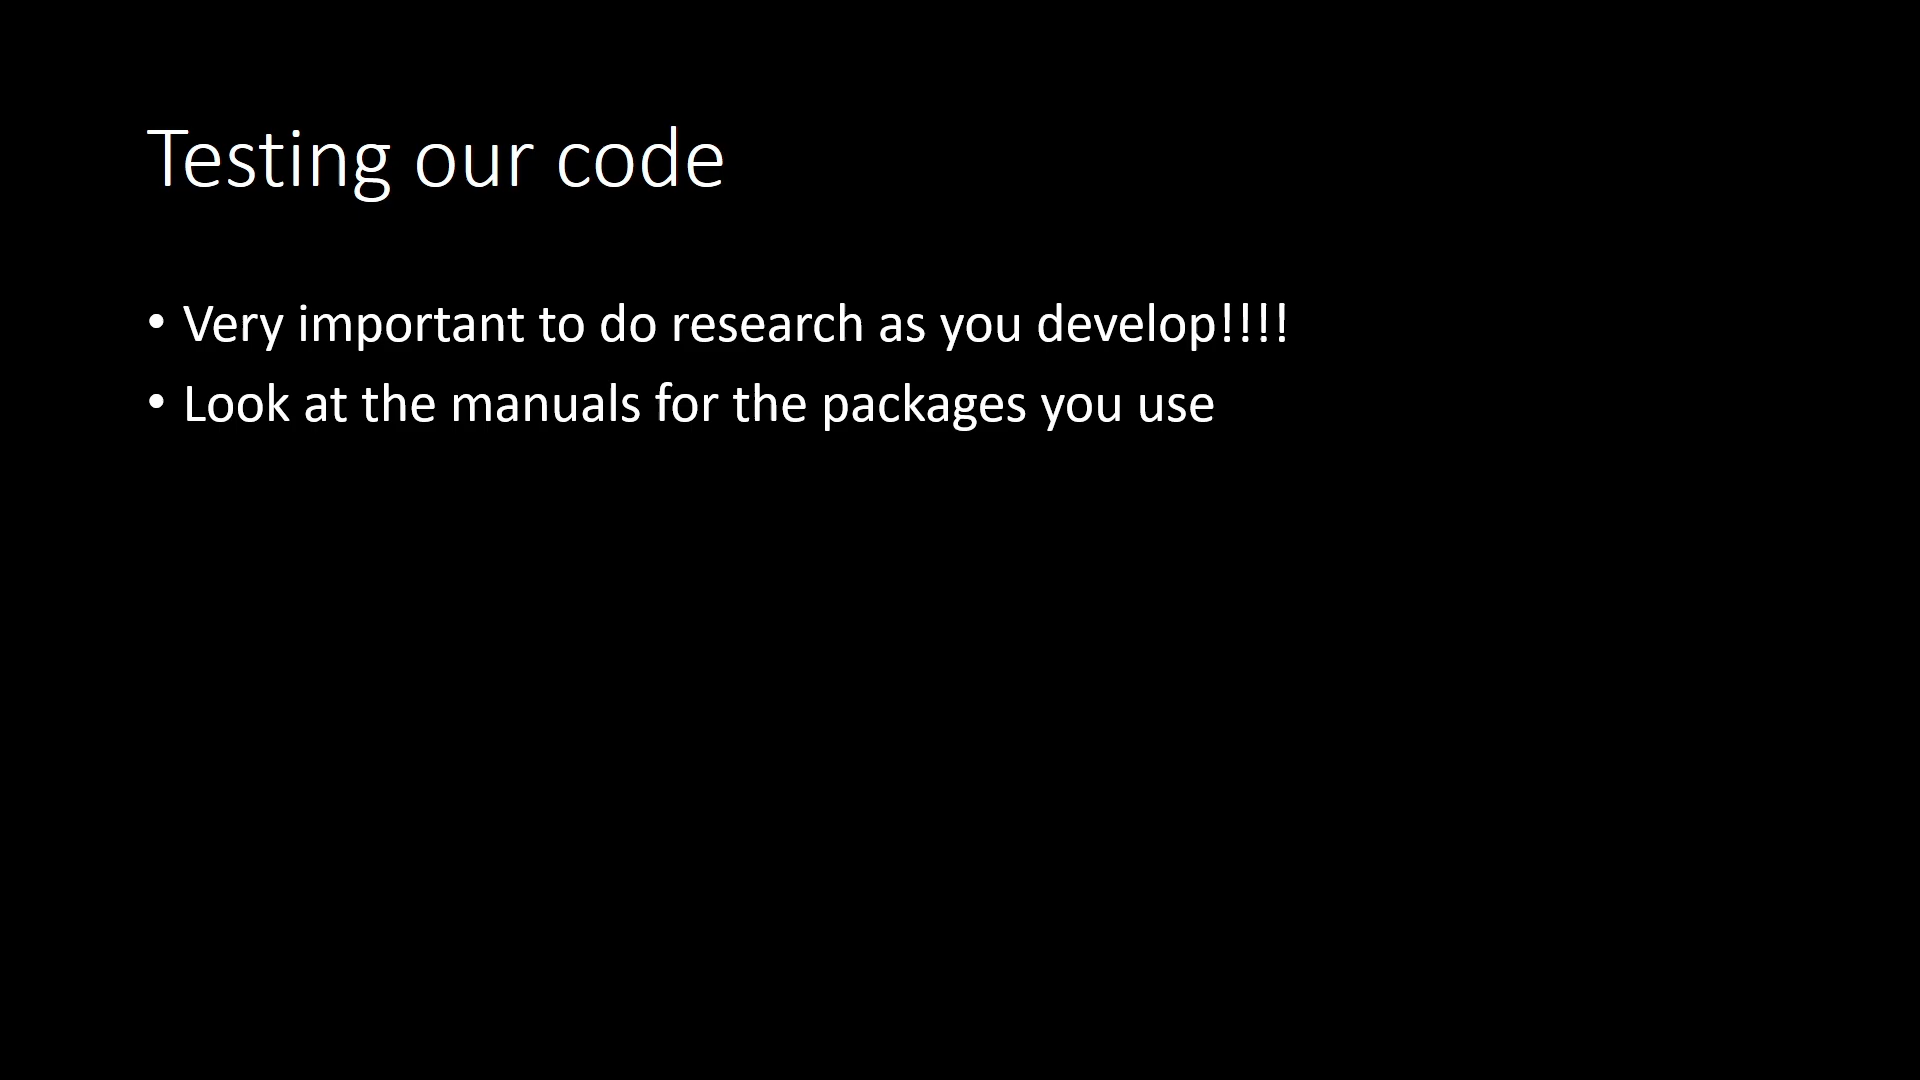 Testing our code
• Very important to do research as you develop!!!!
• Look at the manuals for the packages you use